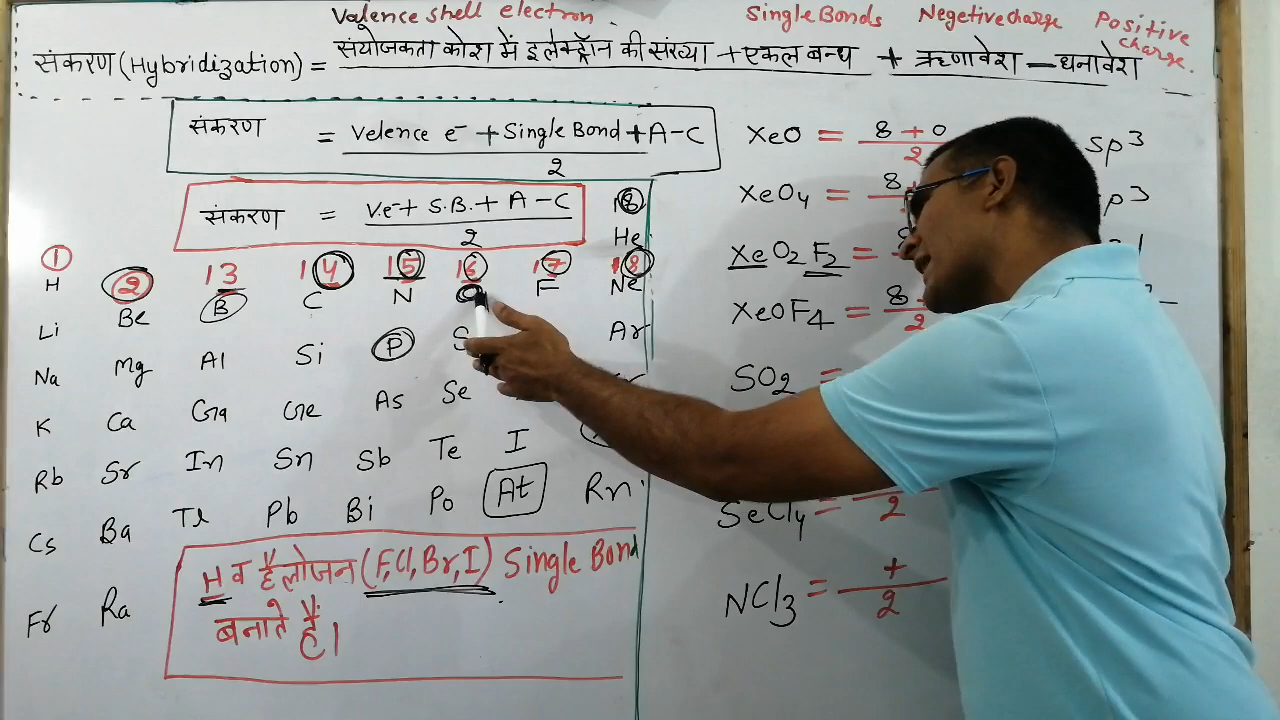 Valence shell electron. Single Bonds Negetive charge Positive charge.
संकरण (Hybridization) = संयोजकता कोश में इलेक्ट्रॉन की संख्या + एकल बन्ध + ऋणावेश - धनावेश
संकरण = Velence e⁻ + Single Bond + A-C
2
संकरण = V.e⁻ + S.B. + A-C
2
18
He
1 2 13 14 15 16 17 18
H Be B C N O F Ne
Li Mg Al Si P S Ar
Na Ca Ga Ge As Se
K Sr In Sn Sb Te I
Rb Ba Tl Pb Bi Po At Rn
Cs Ra
Fr
H व हैलोजन (F, Cl, Br, I) Single Bond
बनाते हैं।
XeO = 8 + 0 sp³
2
XeO4 = 8 p³
XeO2F2 =
XeOF4 = 8
2
SO2 =
SeCl4 =
2
NCl3 = +
2